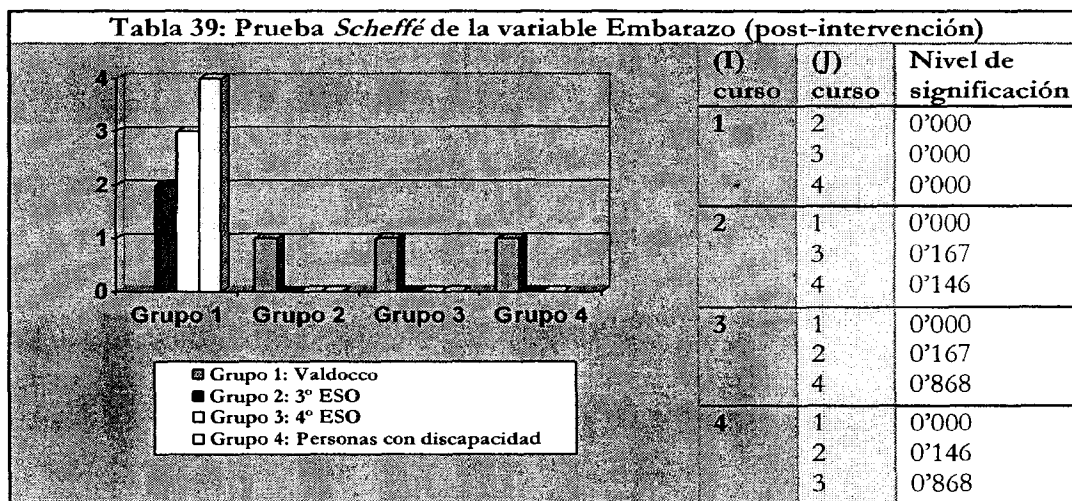 Tabla 39: Prueba Scheffé de la variable Embarazo (post-intervención)
4
3
2
1
0
Grupo 1 Grupo 2 Grupo 3 Grupo 4
Grupo 1: Valdocco
Grupo 2: 3º ESO
Grupo 3: 4º ESO
Grupo 4: Personas con discapacidad
(I) curso (J) curso Nivel de significación
1 2 0'000
3 0'000
4 0'000
2 1 0'000
3 0'167
4 0'146
3 1 0'000
2 0'167
4 0'868
4 1 0'000
2 0'146
3 0'868